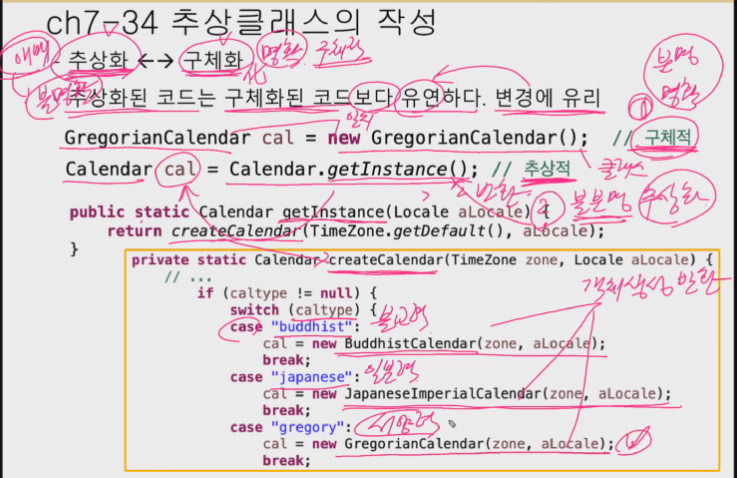 ch7-34 추상클래스의 작성
애매 - 추상화 ↔ 구체화 명확 구체적
化
불명확
분명
명확
추상화된 코드는 구체화된 코드보다 유연하다. 변경에 유리
일치
①
GregorianCalendar cal = new GregorianCalendar();  // 구체적
클래스
Calendar cal = Calendar.getInstance(); // 추상적
반환
② 불분명 추상화
public static Calendar getInstance(Locale aLocale) {
return createCalendar(TimeZone.getDefault(), aLocale);
}
private static Calendar createCalendar(TimeZone zone, Locale aLocale) {
// ...
객체생성 반환
if (caltype != null) {
switch (caltype) {
case "buddhist": 불교력
cal = new BuddhistCalendar(zone, aLocale);
break;
case "japanese": 일본력
cal = new JapaneseImperialCalendar(zone, aLocale);
break;
case "gregory": 서양력
cal = new GregorianCalendar(zone, aLocale);
break;